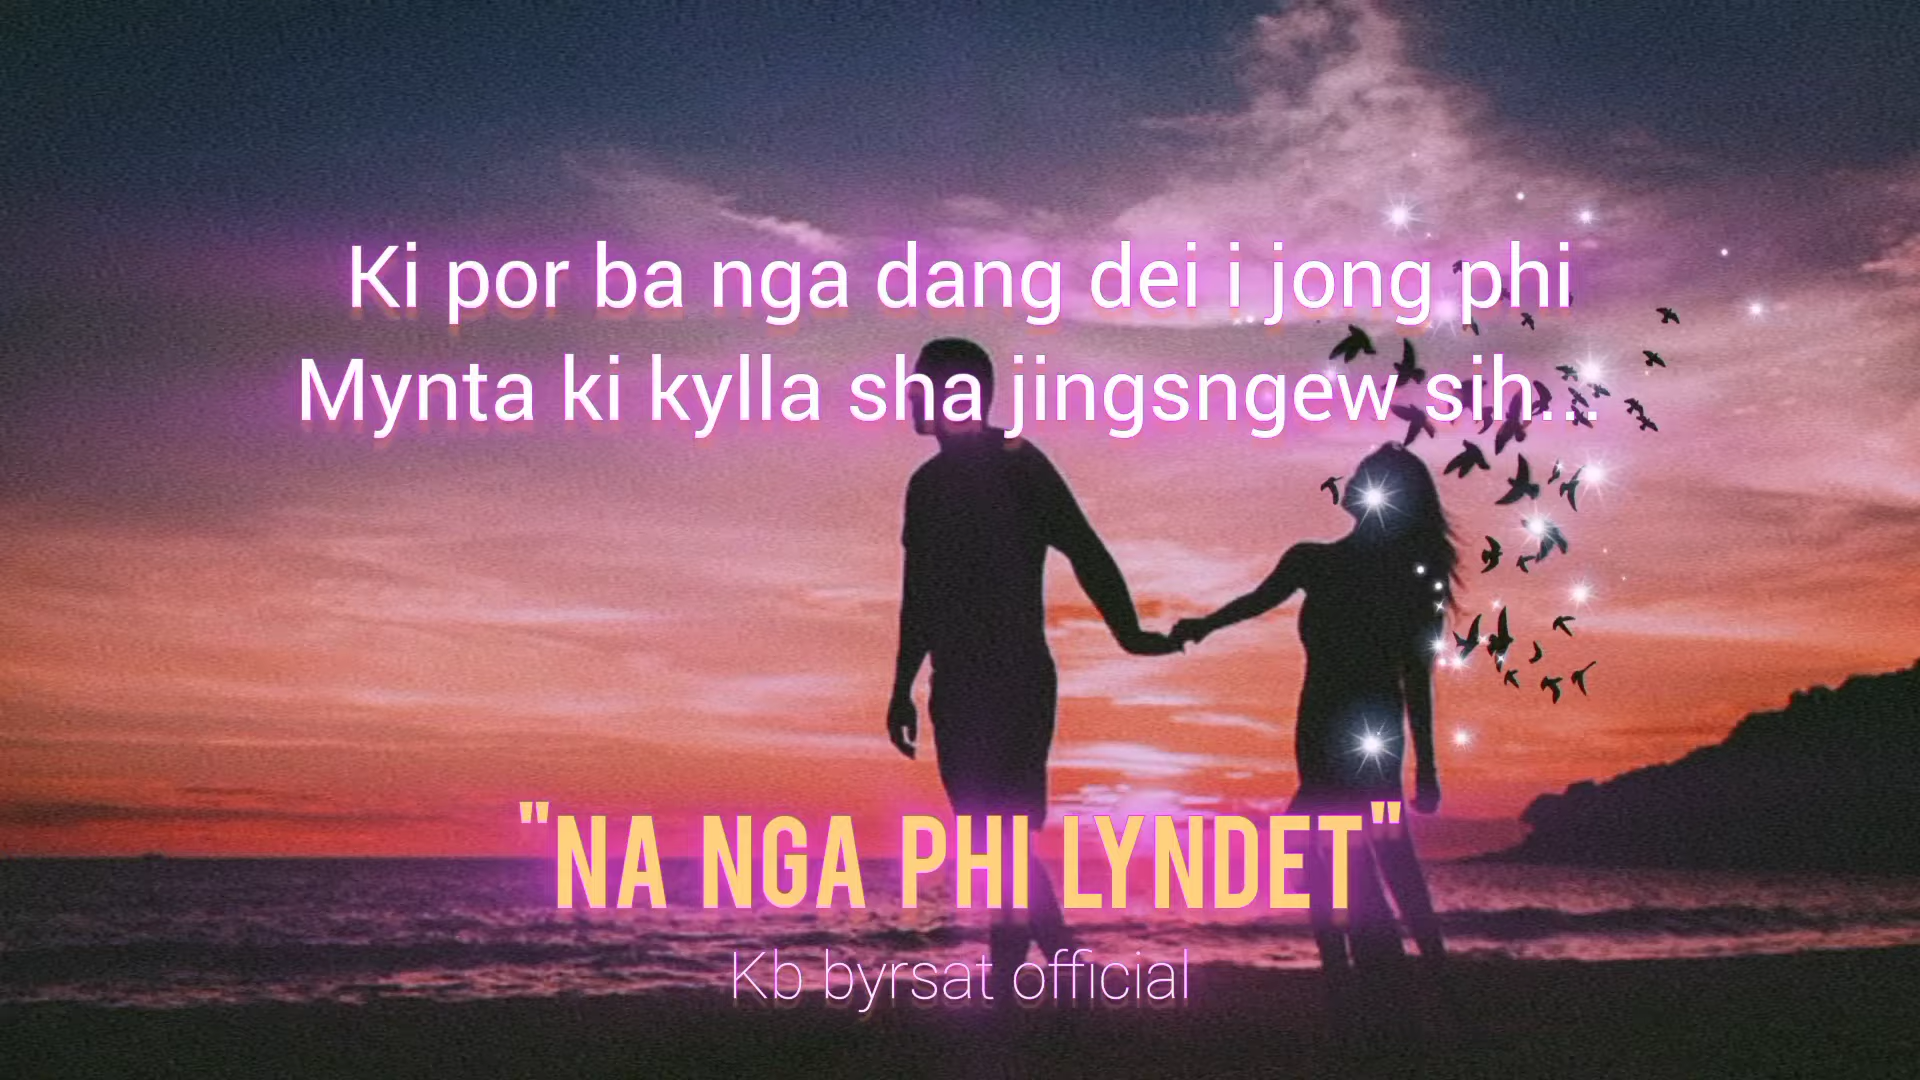 Ki por ba nga dang dei i jong phi
Mynta ki kylla sha jingsngew sih...
"NA NGA PHI LYNDET"
Kb byrsat official